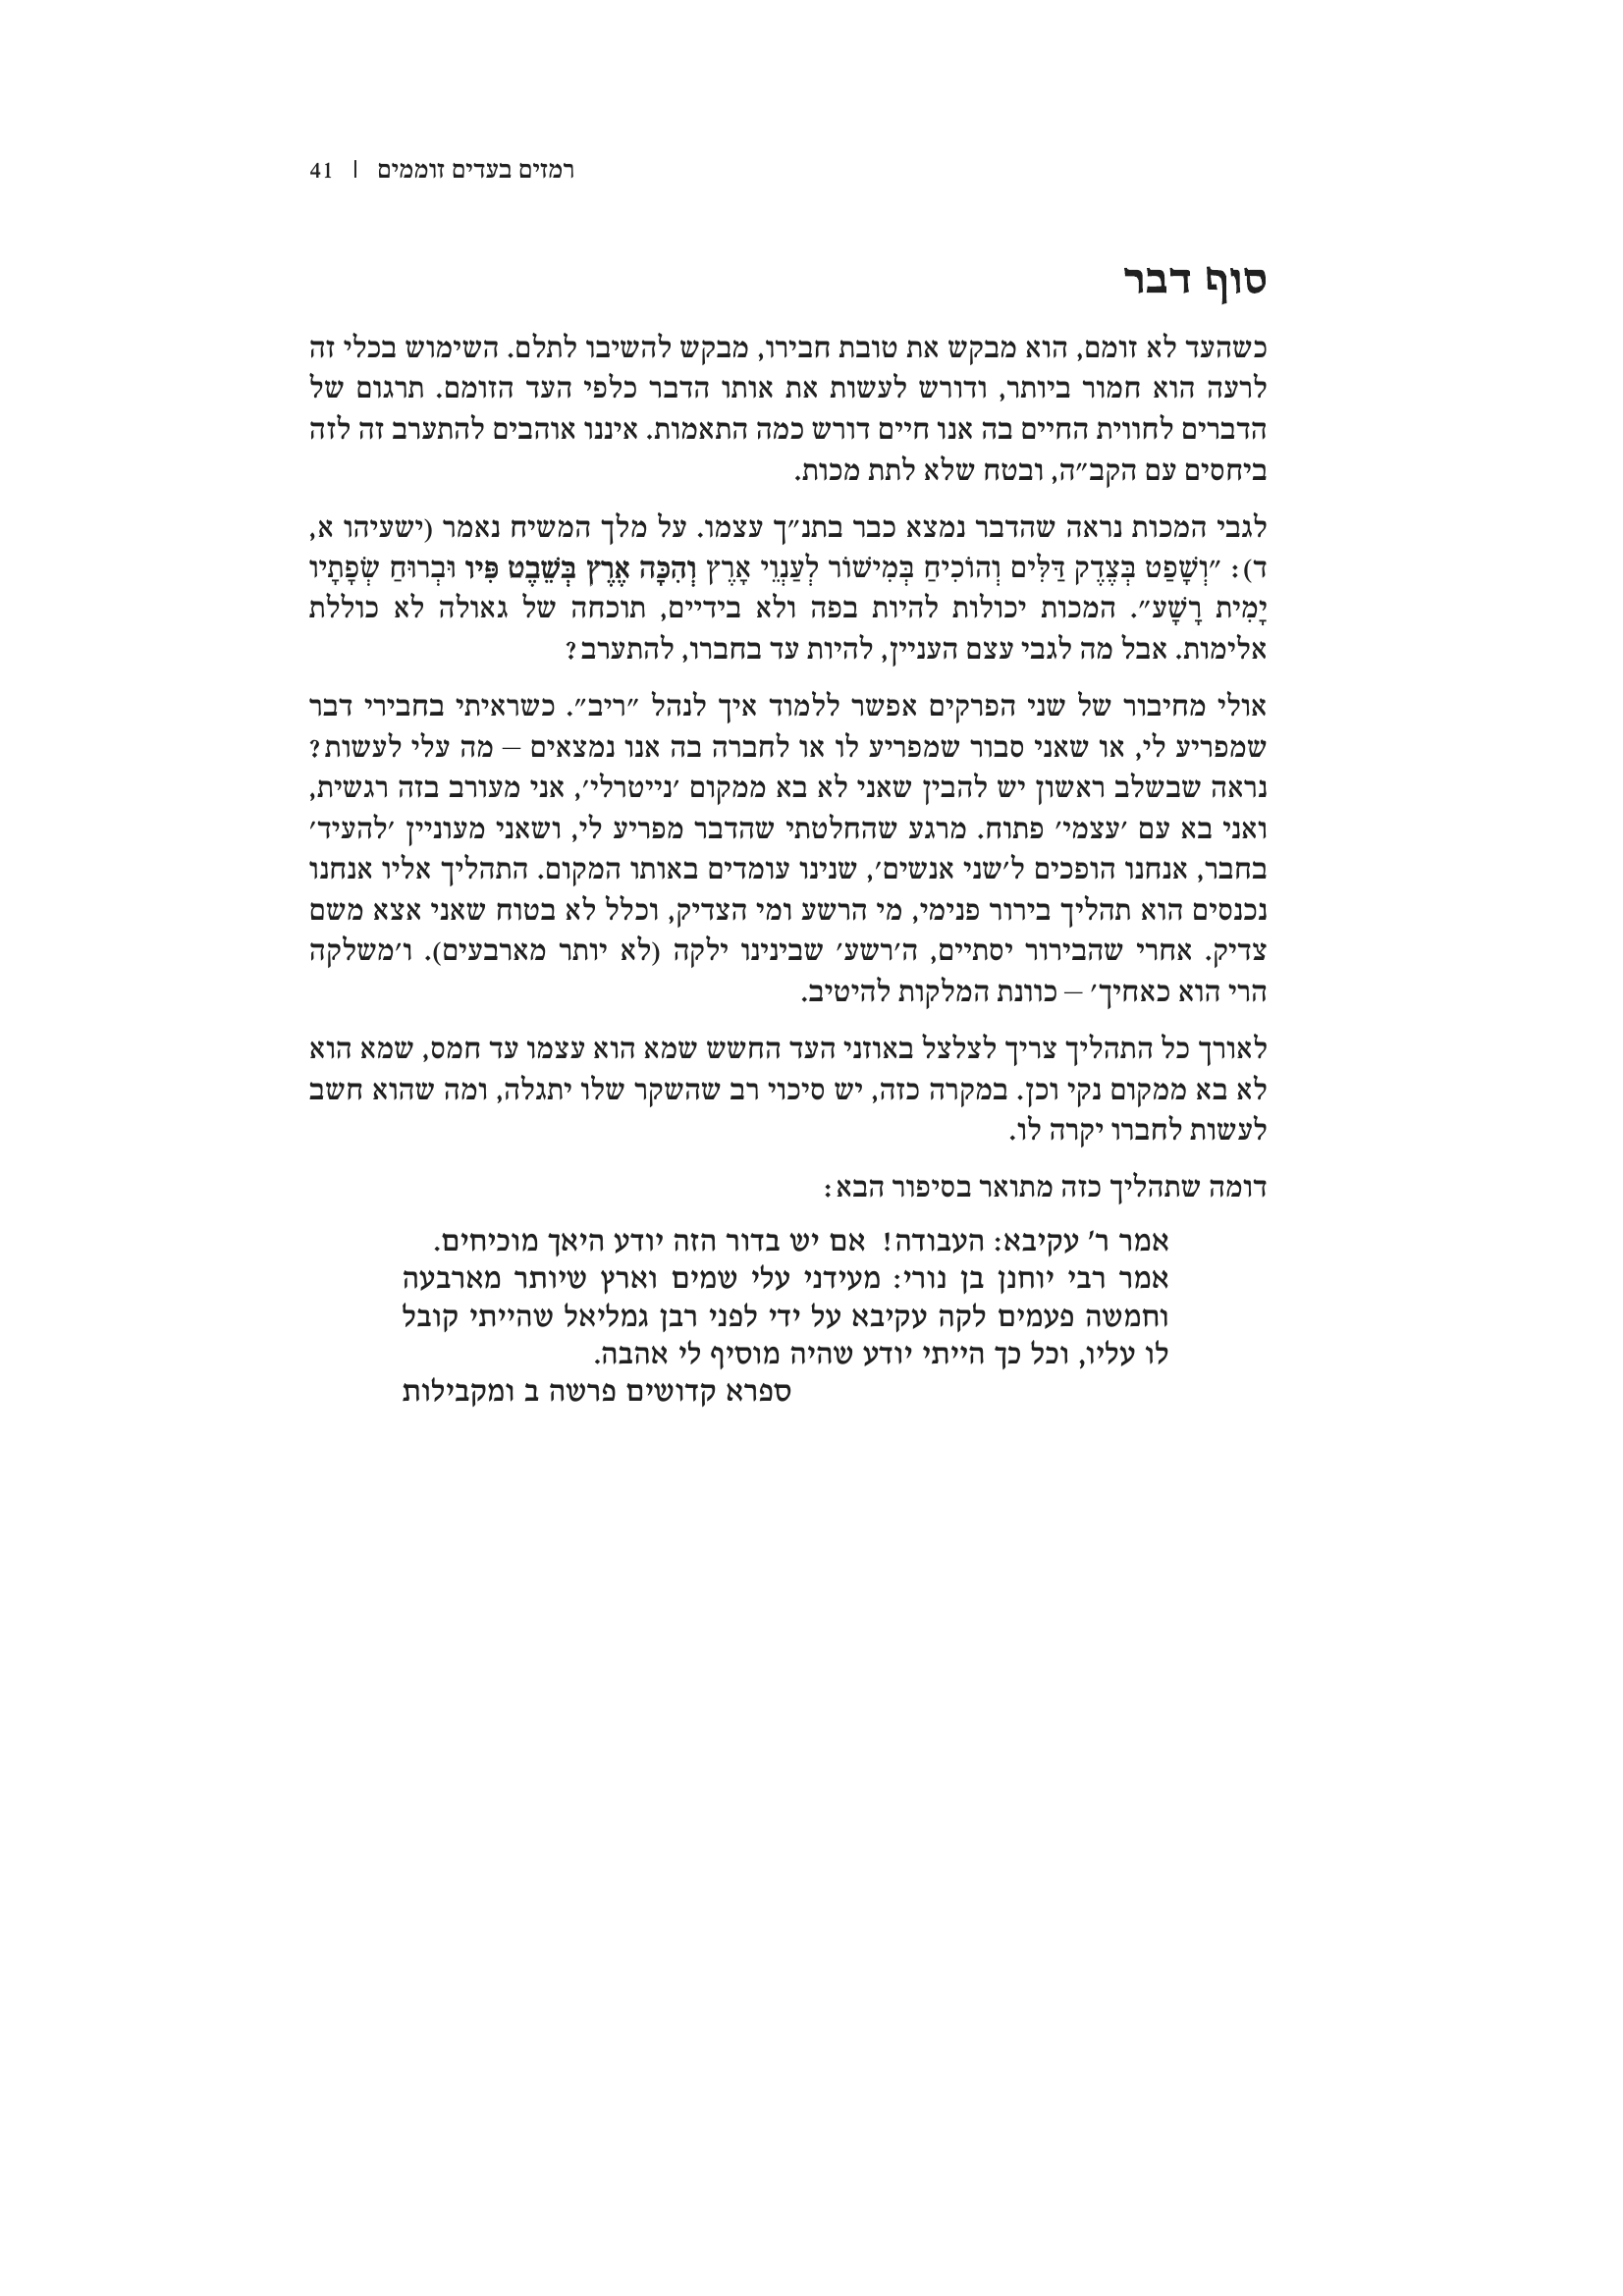 רמזים בעדים זוממים | 41
סוף דבר
כשהעד לא זומם, הוא מבקש את טובת חבירו, מבקש להשיבו לתלם. השימוש בכלי זה
לרעה הוא חמור ביותר, ודורש לעשות את אותו הדבר כלפי העד הזומם. תרגום של
הדברים לחווית החיים בה אנו חיים דורש כמה התאמות. איננו אוהבים להתערב זה לזה
ביחסים עם הקב״ה, ובטח שלא לתת מכות.
לגבי המכות נראה שהדבר נמצא כבר בתנ״ך עצמו. על מלך המשיח נאמר (ישעיהו א,
ד): ״וְשָׁפַט בְּצֶדֶק דַּלִּים וְהוֹכִיחַ בְּמִישׁוֹר לְעַנְוֵי אָרֶץ וְהִכָּה אֶרֶץ בְּשֵׁבֶט פִּיו וּבְרוּחַ שְׂפָתָיו
יָמִית רָשָׁע״. המכות יכולות להיות בפה ולא בידיים, תוכחה של גאולה לא כוללת
אלימות. אבל מה לגבי עצם העניין, להיות עד בחברו, להתערב?
אולי מחיבור של שני הפרקים אפשר ללמוד איך לנהל ״ריב״. כשראיתי בחבירי דבר
שמפריע לי, או שאני סבור שמפריע לו או לחברה בה אנו נמצאים – מה עלי לעשות?
נראה שבשלב ראשון יש להבין שאני לא בא ממקום ׳נייטרלי׳, אני מעורב בזה רגשית,
ואני בא עם ׳עצמי׳ פתוח. מרגע שהחלטתי שהדבר מפריע לי, ושאני מעוניין ׳להעיד׳
בחבר, אנחנו הופכים ל׳שני אנשים׳, שנינו עומדים באותו המקום. התהליך אליו אנחנו
נכנסים הוא תהליך בירור פנימי, מי הרשע ומי הצדיק, וכלל לא בטוח שאני אצא משם
צדיק. אחרי שהבירור יסתיים, ה׳רשע׳ שבינינו ילקה (לא יותר מארבעים). ו׳משלקה
הרי הוא כאחיך׳ – כוונת המלקות להיטיב.
לאורך כל התהליך צריך לצלצל באוזני העד החשש שמא הוא עצמו עד חמס, שמא הוא
לא בא ממקום נקי וכן. במקרה כזה, יש סיכוי רב שהשקר שלו יתגלה, ומה שהוא חשב
לעשות לחברו יקרה לו.
דומה שתהליך כזה מתואר בסיפור הבא:
אמר ר׳ עקיבא: העבודה! אם יש בדור הזה יודע היאך מוכיחים.
אמר רבי יוחנן בן נורי: מעידני עלי שמים וארץ שיותר מארבעה
וחמשה פעמים לקה עקיבא על ידי לפני רבן גמליאל שהייתי קובל
לו עליו, וכל כך הייתי יודע שהיה מוסיף לי אהבה.
ספרא קדושים פרשה ב ומקבילות